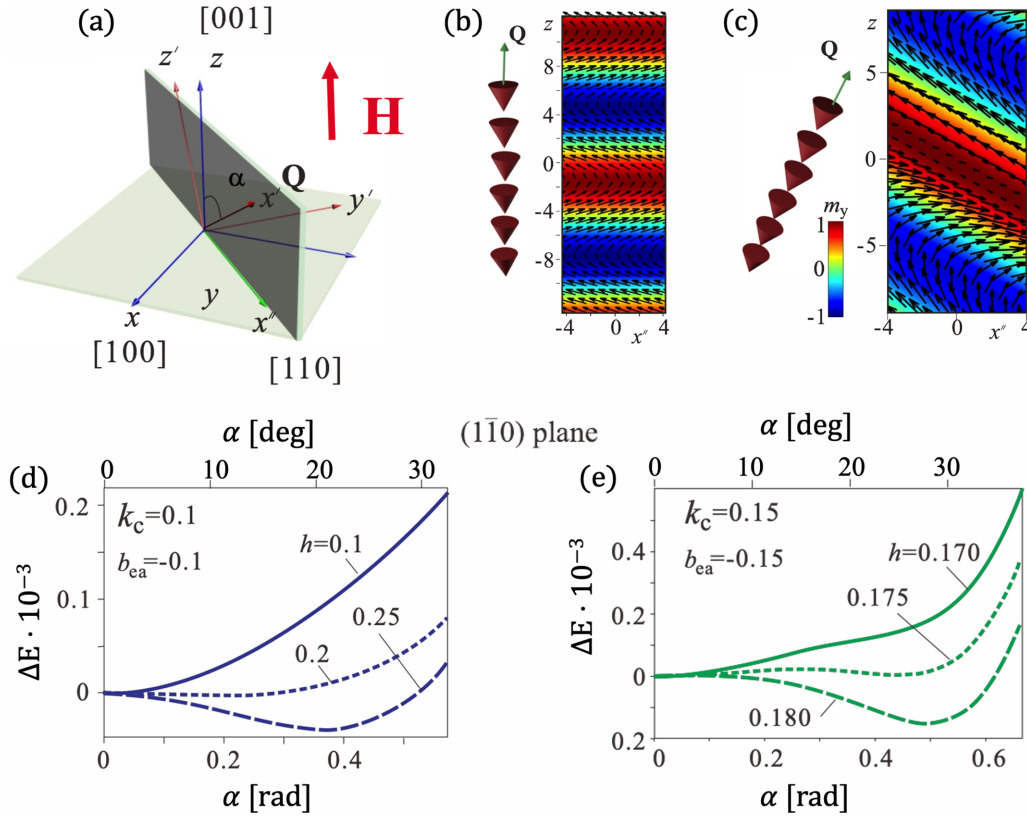 (a)
[001]
z′
z
H
α
Q
x′
y′
x
y
x″
[100]
[110]
(b)
Q
z
8
4
0
-4
-8
-4
0
4
x″
(c)
Q
z
5
0
-5
m_y
1
0
-1
-4
0
4
x″
(11̄0) plane
(d)
α [deg]
0 10 20 30
k_c=0.1
b_ea=-0.1
h=0.1
0.25
0.2
0.2
0.1
0
ΔE · 10⁻³
0 0.2 0.4
α [rad]
(e)
α [deg]
0 10 20 30
k_c=0.15
b_ea=-0.15
h=0.170
0.175
0.180
0.4
0.2
0
0.2
ΔE · 10⁻³
0 0.2 0.4 0.6
α [rad]